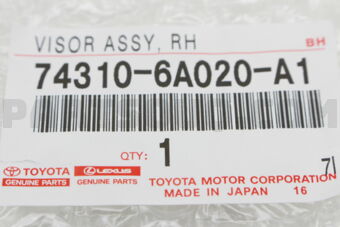 VISOR ASSY, RH BH
74310-6A020-A1
QTY: 1
TOYOTA LEXUS
GENUINE PARTS GENUINE PARTS
TOYOTA MOTOR CORPORATION
MADE IN JAPAN 16